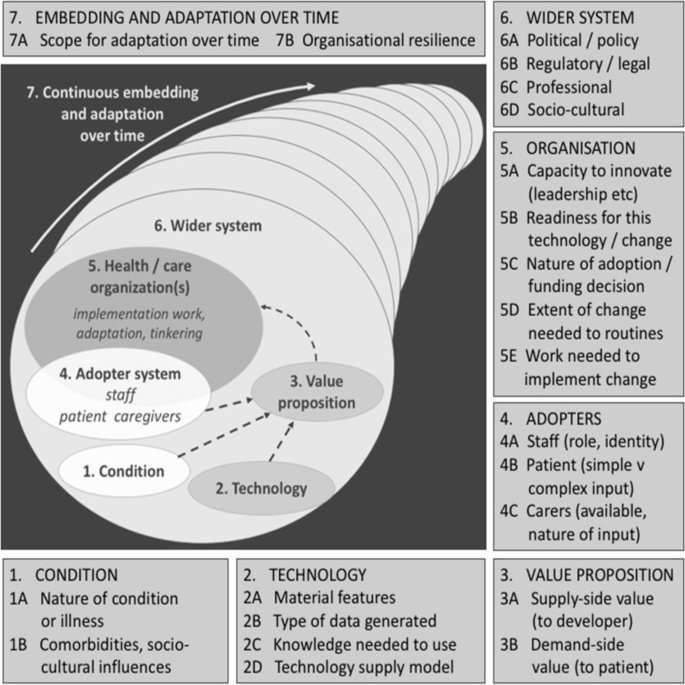 7. EMBEDDING AND ADAPTATION OVER TIME
7A Scope for adaptation over time 7B Organisational resilience
7. Continuous embedding
and adaptation
over time
6. Wider system
5. Health / care
organization(s)
implementation work,
adaptation, tinkering
4. Adopter system
staff
patient caregivers
3. Value
proposition
1. Condition
2. Technology
6. WIDER SYSTEM
6A Political / policy
6B Regulatory / legal
6C Professional
6D Socio-cultural
5. ORGANISATION
5A Capacity to innovate
(leadership etc)
5B Readiness for this
technology / change
5C Nature of adoption /
funding decision
5D Extent of change
needed to routines
5E Work needed to
implement change
4. ADOPTERS
4A Staff (role, identity)
4B Patient (simple v
complex input)
4C Carers (available,
nature of input)
1. CONDITION
1A Nature of condition
or illness
1B Comorbidities, socio-
cultural influences
2. TECHNOLOGY
2A Material features
2B Type of data generated
2C Knowledge needed to use
2D Technology supply model
3. VALUE PROPOSITION
3A Supply-side value
(to developer)
3B Demand-side
value (to patient)